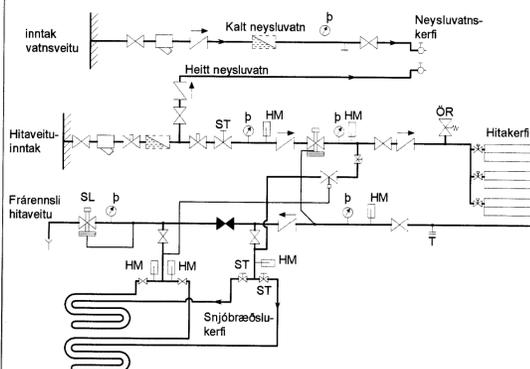 inntak
vatnsveitu
Kalt neysluvatn
þ
Neysluvatns-
kerfi
Heitt neysluvatn
Hitaveitu-
inntak
ST
þ
HM
þ
HM
ÖR
Hitakerfi
Frárennsli
hitaveitu
SL
þ
þ
HM
HM
HM
ST
HM
ST
Snjóbræðslu-
kerfi